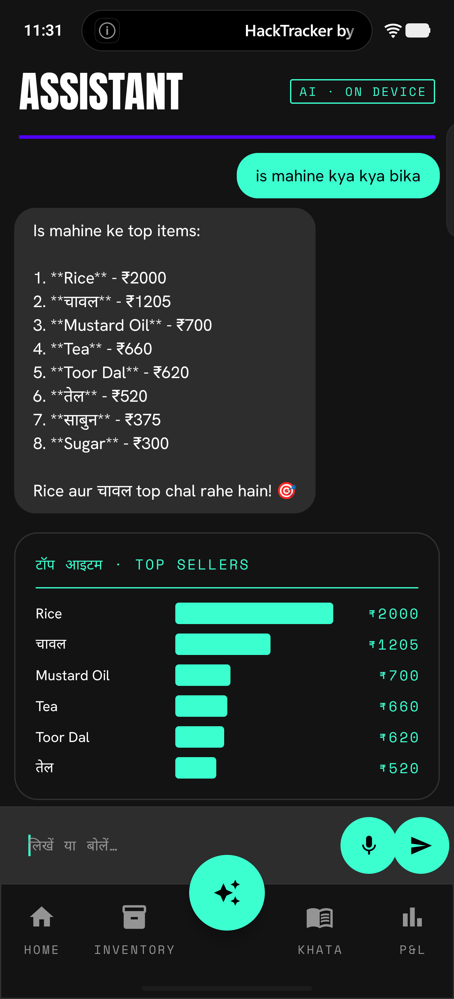 11:31
HackTracker by
ASSISTANT
AI · ON DEVICE
is mahine kya kya bika
Is mahine ke top items:
1. **Rice** - ₹2000
2. **चावल** - ₹1205
3. **Mustard Oil** - ₹700
4. **Tea** - ₹660
5. **Toor Dal** - ₹620
6. **तेल** - ₹520
7. **साबुन** - ₹375
8. **Sugar** - ₹300
Rice aur चावल top chal rahe hain! 🎯
टॉप आइटम · TOP SELLERS
Rice ₹2000
चावल ₹1205
Mustard Oil ₹700
Tea ₹660
Toor Dal ₹620
तेल ₹520
लिखें या बोलें…
HOME INVENTORY KHATA P&L